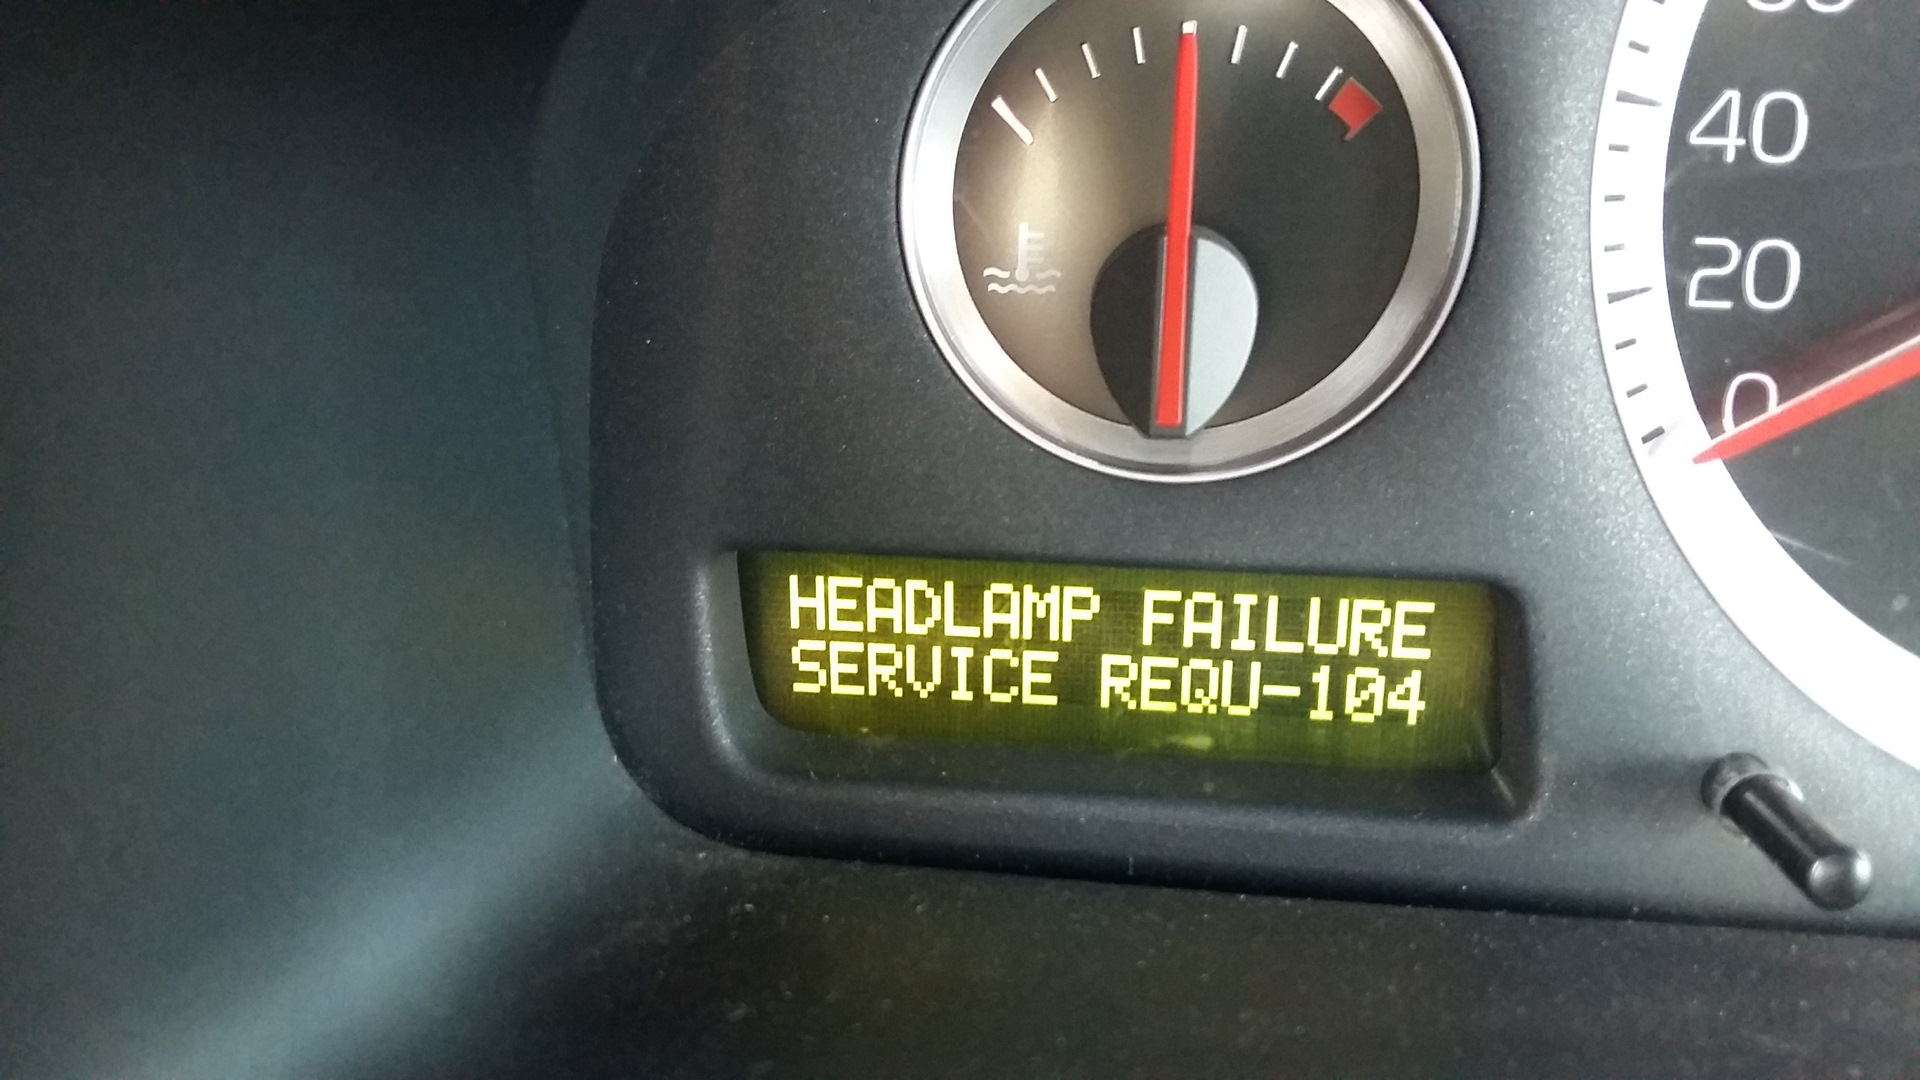 HEADLAMP FAILURE
SERVICE REQU-104
40
20
0